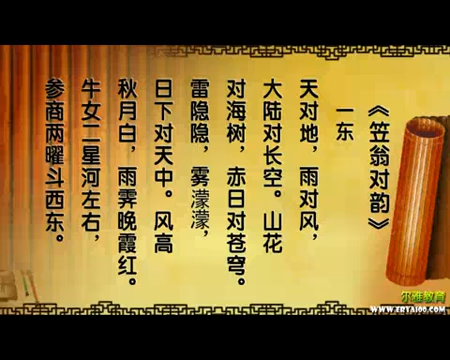 《笠翁对韵》
一东
天对地，雨对风，
大陆对长空。山花
对海树，赤日对苍穹。
雷隐隐，雾濛濛，
日下对天中。风高
秋月白，雨霁晚霞红。
牛女二星河左右，
参商两曜斗西东。
尔雅教育
WWW.ERYA100.COM